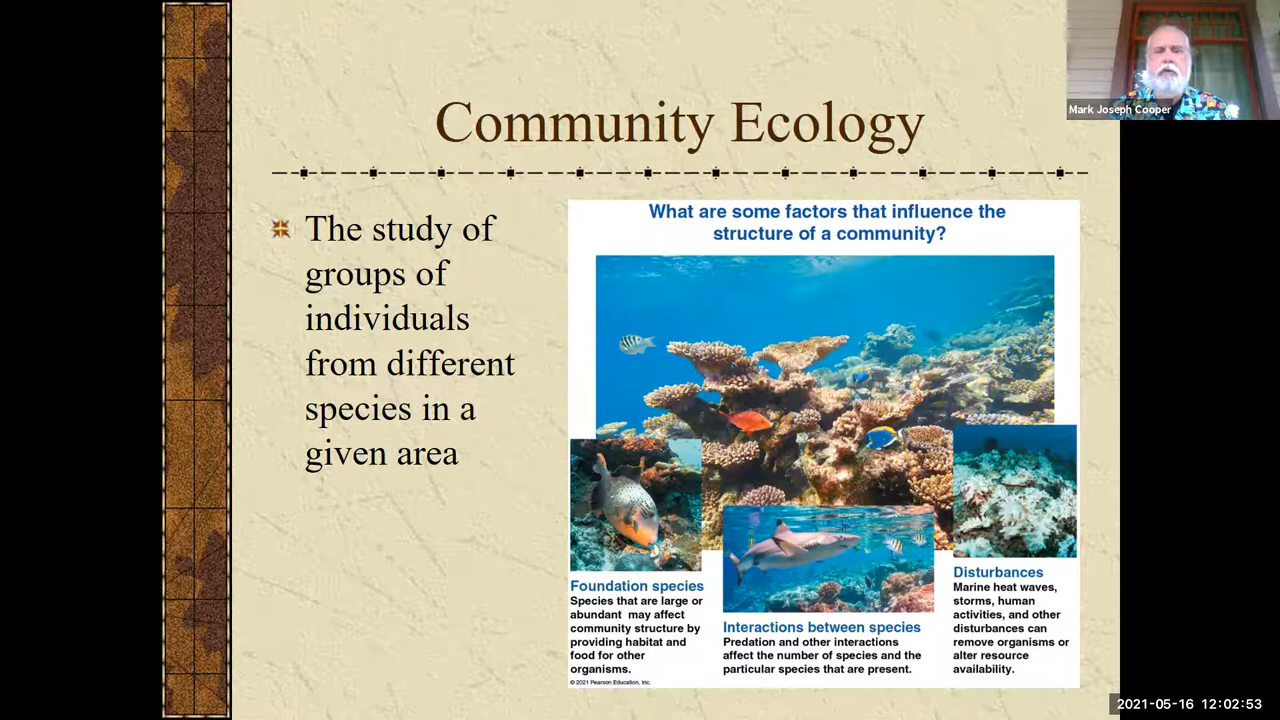 Community Ecology
The study of
groups of
individuals
from different
species in a
given area
What are some factors that influence the
structure of a community?
Foundation species
Species that are large or
abundant may affect
community structure by
providing habitat and
food for other
organisms.
© 2021 Pearson Education, Inc.
Interactions between species
Predation and other interactions
affect the number of species and the
particular species that are present.
Disturbances
Marine heat waves,
storms, human
activities, and other
disturbances can
remove organisms or
alter resource
availability.
Mark Joseph Cooper
2021-05-16 12:02:53